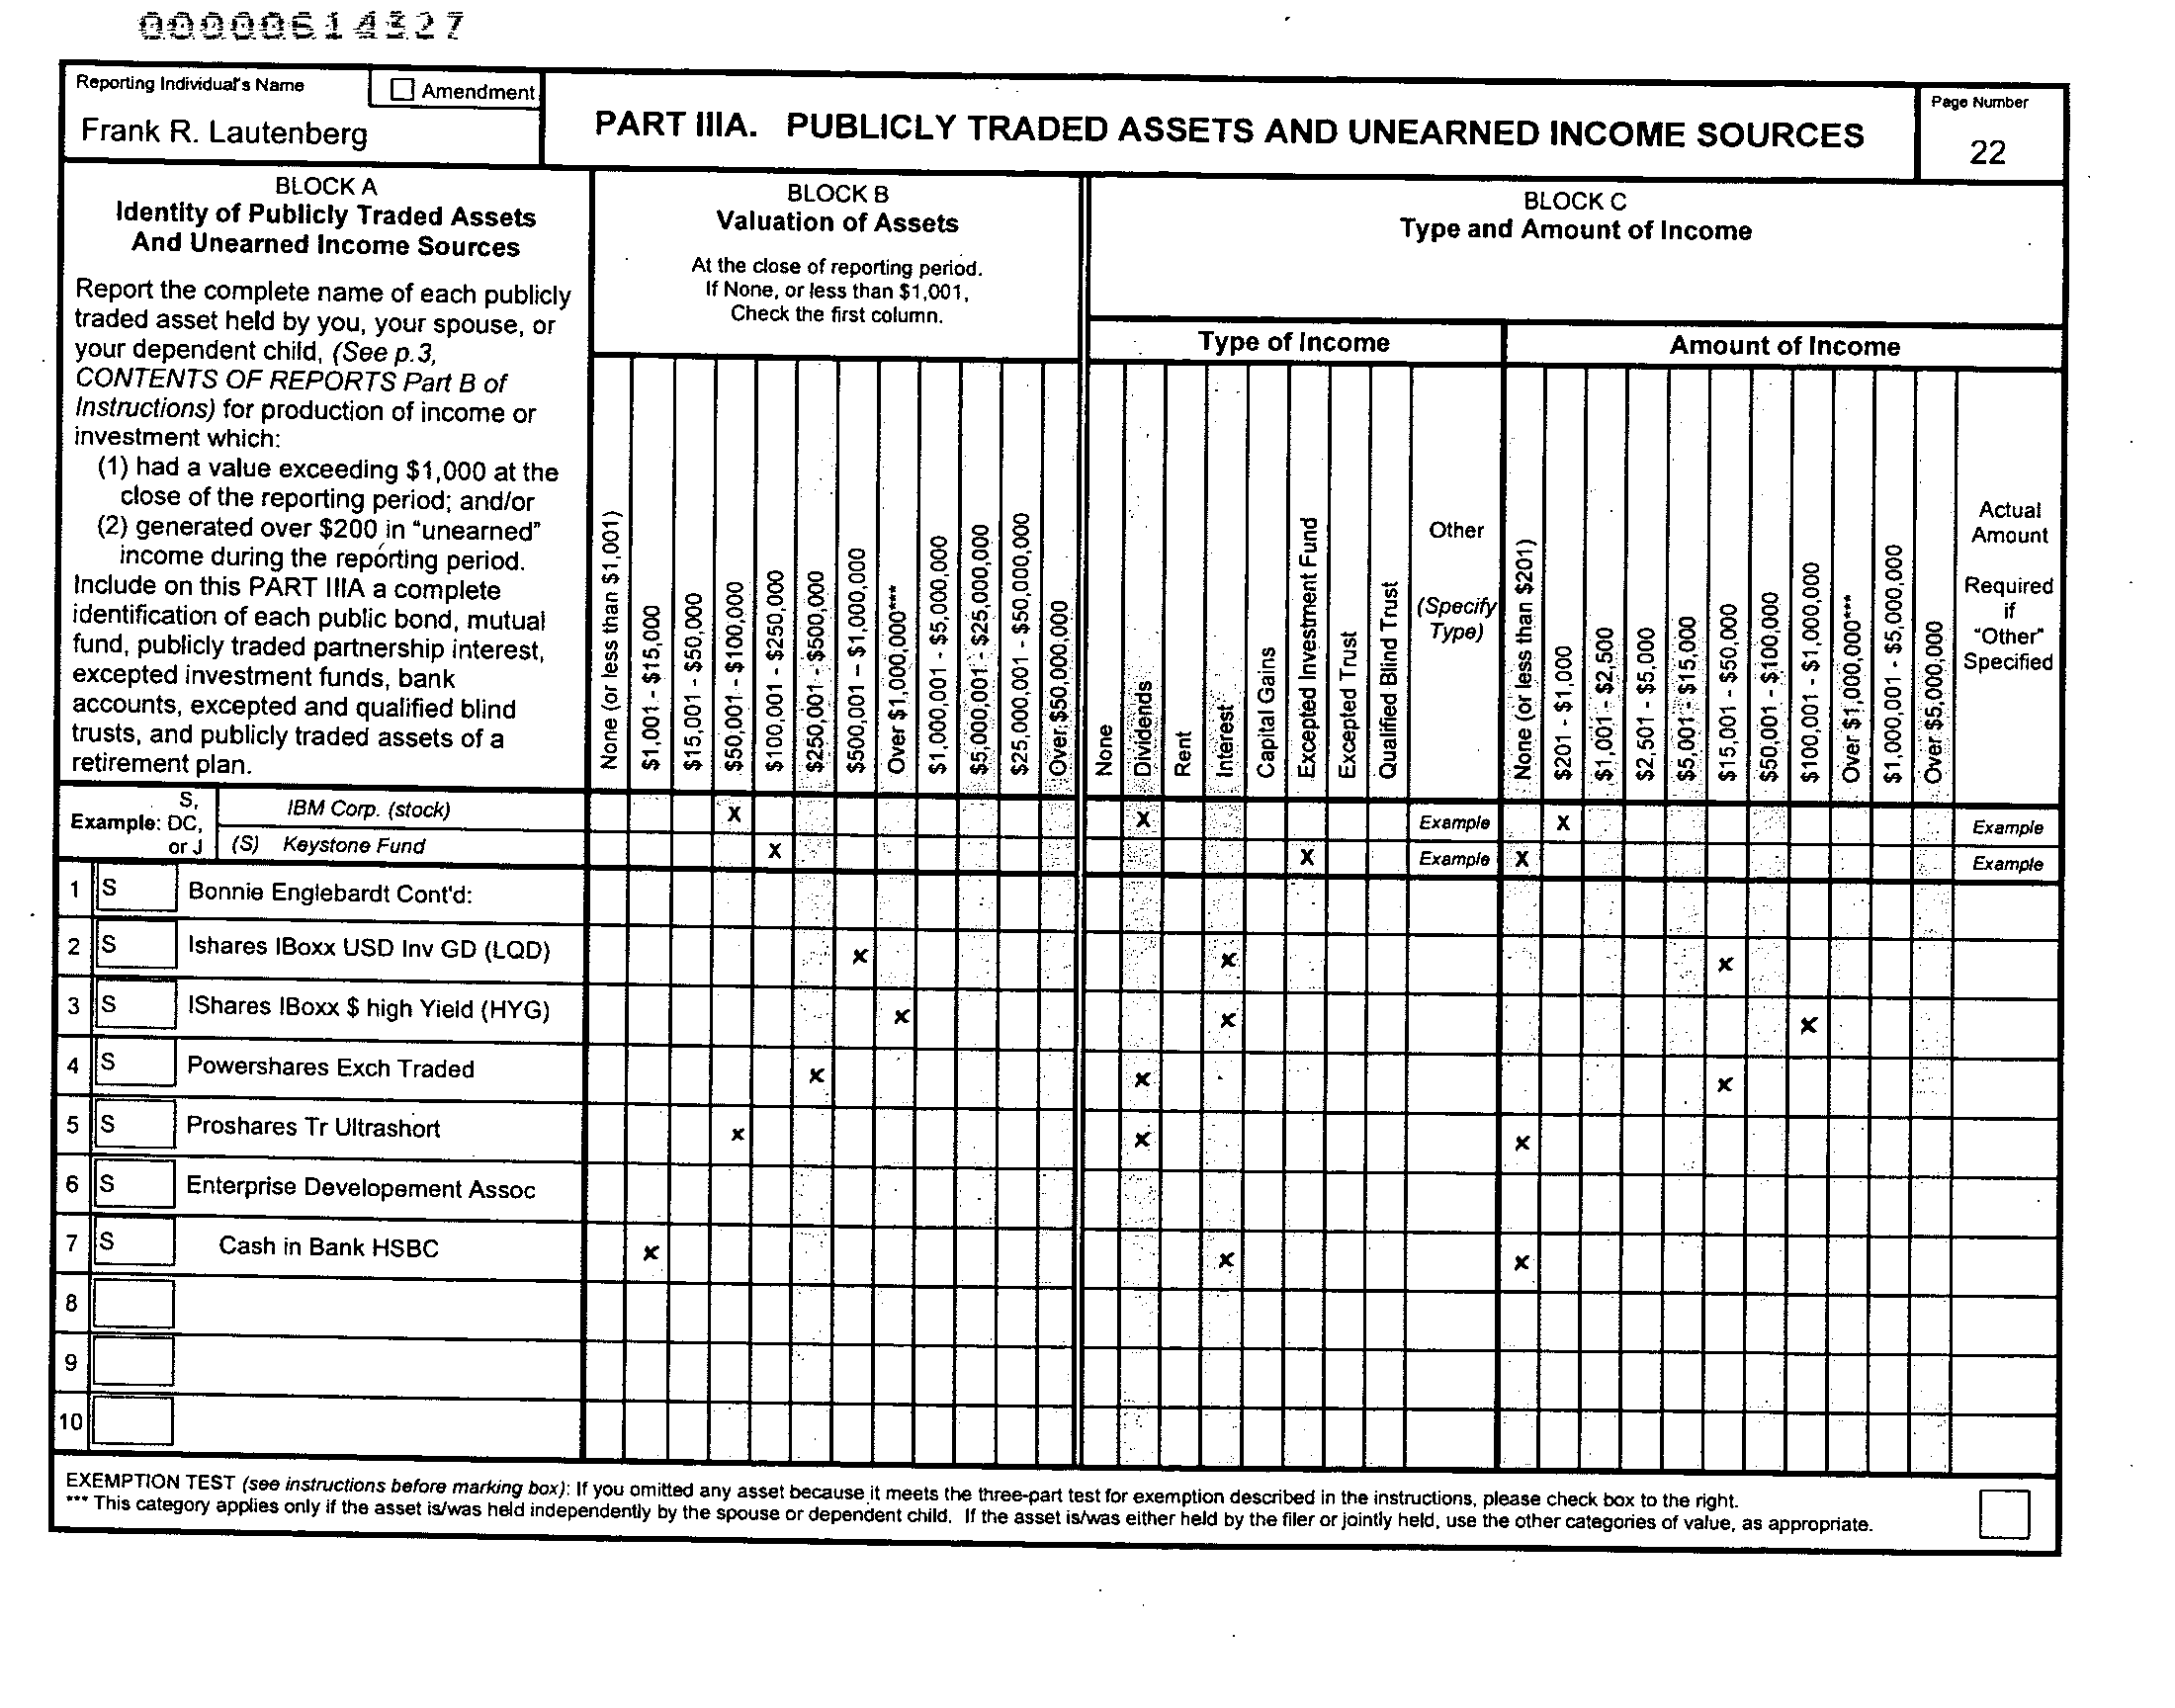 00000614327
Reporting Individual's Name
Amendment
Frank R. Lautenberg
PART IIIA. PUBLICLY TRADED ASSETS AND UNEARNED INCOME SOURCES
Page Number
22
BLOCK A
Identity of Publicly Traded Assets
And Unearned Income Sources
Report the complete name of each publicly
traded asset held by you, your spouse, or
your dependent child, (See p.3,
CONTENTS OF REPORTS Part B of
Instructions) for production of income or
investment which:
(1) had a value exceeding $1,000 at the
close of the reporting period; and/or
(2) generated over $200 in "unearned"
income during the reporting period.
Include on this PART IIIA a complete
identification of each public bond, mutual
fund, publicly traded partnership interest,
excepted investment funds, bank
accounts, excepted and qualified blind
trusts, and publicly traded assets of a
retirement plan.
BLOCK B
Valuation of Assets
At the close of reporting period.
If None, or less than $1,001,
Check the first column.
None (or less than $1,001)
$1,001 - $15,000
$15,001 - $50,000
$50,001 - $100,000
$100,001 - $250,000
$250,001 - $500,000
$500,001 – $1,000,000
Over $1,000,000***
$1,000,001 - $5,000,000
$5,000,001 - $25,000,000
$25,000,001 - $50,000,000
Over $50,000,000
BLOCK C
Type and Amount of Income
Type of Income
None
Dividends
Rent
Interest
Capital Gains
Excepted Investment Fund
Excepted Trust
Qualified Blind Trust
Other
(Specify
Type)
Amount of Income
None (or less than $201)
$201 - $1,000
$1,001 - $2,500
$2,501 - $5,000
$5,001 - $15,000
$15,001 - $50,000
$50,001 - $100,000
$100,001 - $1,000,000
Over $1,000,000***
$1,000,001 - $5,000,000
Over $5,000,000
Actual
Amount
Required
if
"Other"
Specified
Example: S,
DC,
or J
IBM Corp. (stock) X X Example X Example
(S) Keystone Fund X X Example X Example
1 S Bonnie Englebardt Cont'd:
2 S Ishares IBoxx USD Inv GD (LQD) x x x
3 S IShares IBoxx $ high Yield (HYG) x x x
4 S Powershares Exch Traded x x x
5 S Proshares Tr Ultrashort x x x
6 S Enterprise Developement Assoc
7 S Cash in Bank HSBC x x x
8
9
10
EXEMPTION TEST (see instructions before marking box): If you omitted any asset because it meets the three-part test for exemption described in the instructions, please check box to the right.
*** This category applies only if the asset is/was held independently by the spouse or dependent child. If the asset is/was either held by the filer or jointly held, use the other categories of value, as appropriate.